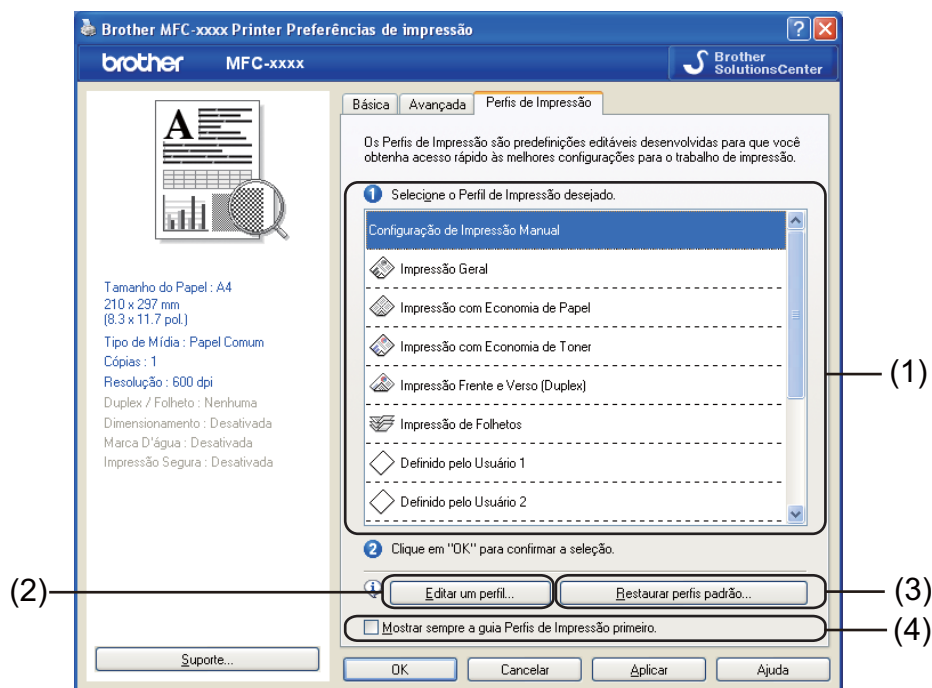 Brother MFC-xxxx Printer Preferências de impressão
brother MFC-xxxx
Brother
SolutionsCenter
A
Tamanho do Papel : A4
210 x 297 mm
(8.3 x 11.7 pol.)
Tipo de Mídia : Papel Comum
Cópias : 1
Resolução : 600 dpi
Duplex / Folheto : Nenhuma
Dimensionamento : Desativada
Marca D'água : Desativada
Impressão Segura : Desativada
Suporte...
Básica Avançada Perfis de Impressão
Os Perfis de Impressão são predefinições editáveis desenvolvidas para que você
obtenha acesso rápido às melhores configurações para o trabalho de impressão.
1 Selecione o Perfil de Impressão desejado.
Configuração de Impressão Manual
Impressão Geral
Impressão com Economia de Papel
Impressão com Economia de Toner
Impressão Frente e Verso (Duplex)
Impressão de Folhetos
Definido pelo Usuário 1
Definido pelo Usuário 2
(1)
2 Clique em "OK" para confirmar a seleção.
(2)
Editar um perfil... Restaurar perfis padrão...
(3)
Mostrar sempre a guia Perfis de Impressão primeiro.
(4)
OK Cancelar Aplicar Ajuda